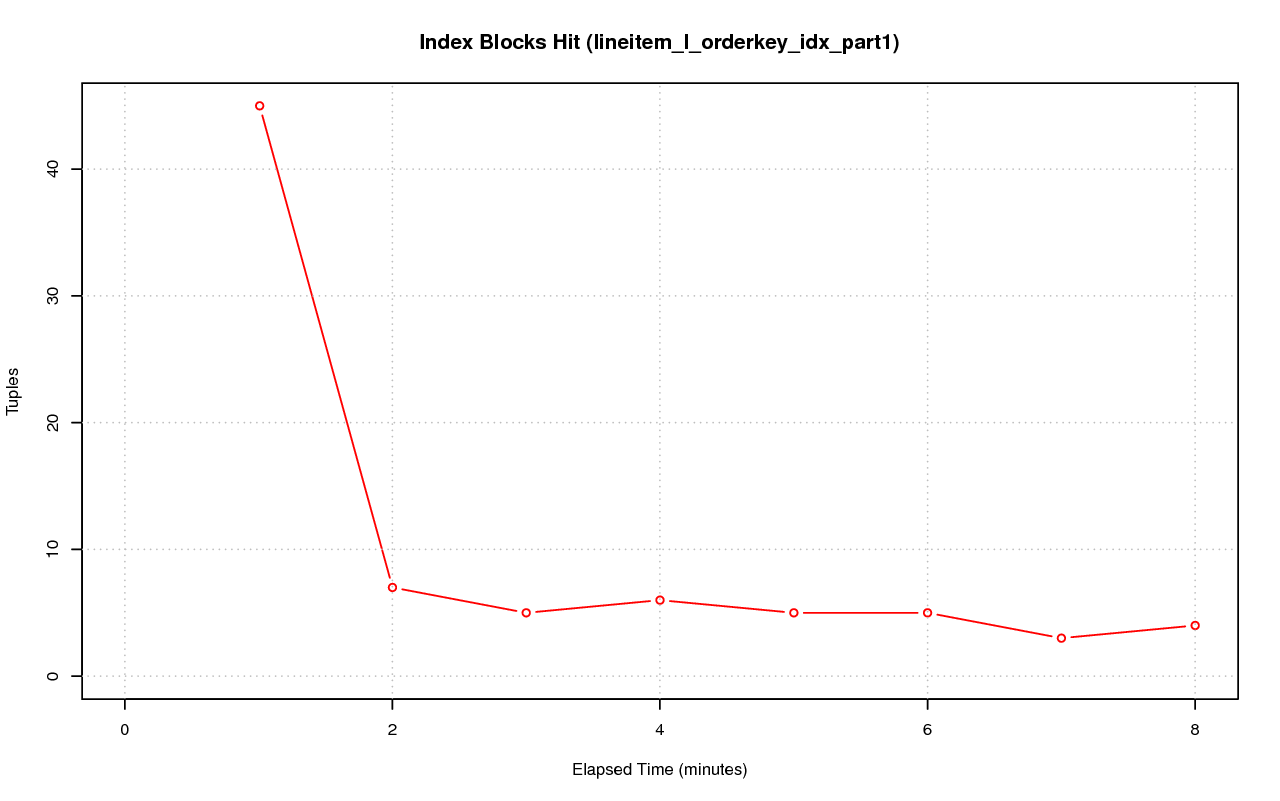 Index Blocks Hit (lineitem_l_orderkey_idx_part1)
Tuples
40
30
20
10
0
0 2 4 6 8
Elapsed Time (minutes)